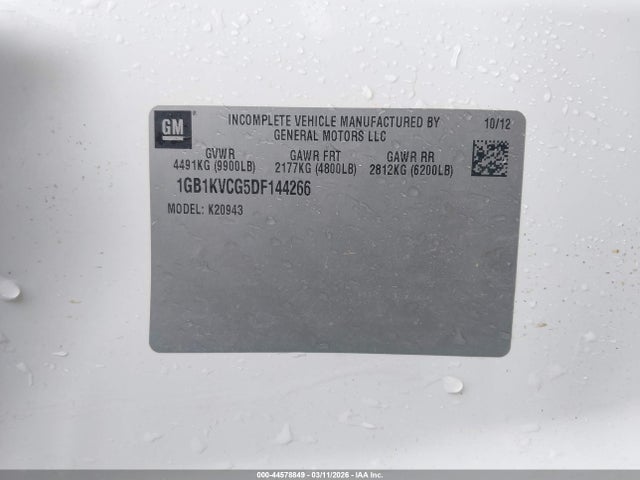 GM
INCOMPLETE VEHICLE MANUFACTURED BY
GENERAL MOTORS LLC
10/12
GVWR GAWR FRT GAWR RR
4491KG (9900LB) 2177KG (4800LB) 2812KG (6200LB)
1GB1KVCG5DF144266
MODEL: K20943
000-44578849 - 03/11/2026 - IAA Inc.